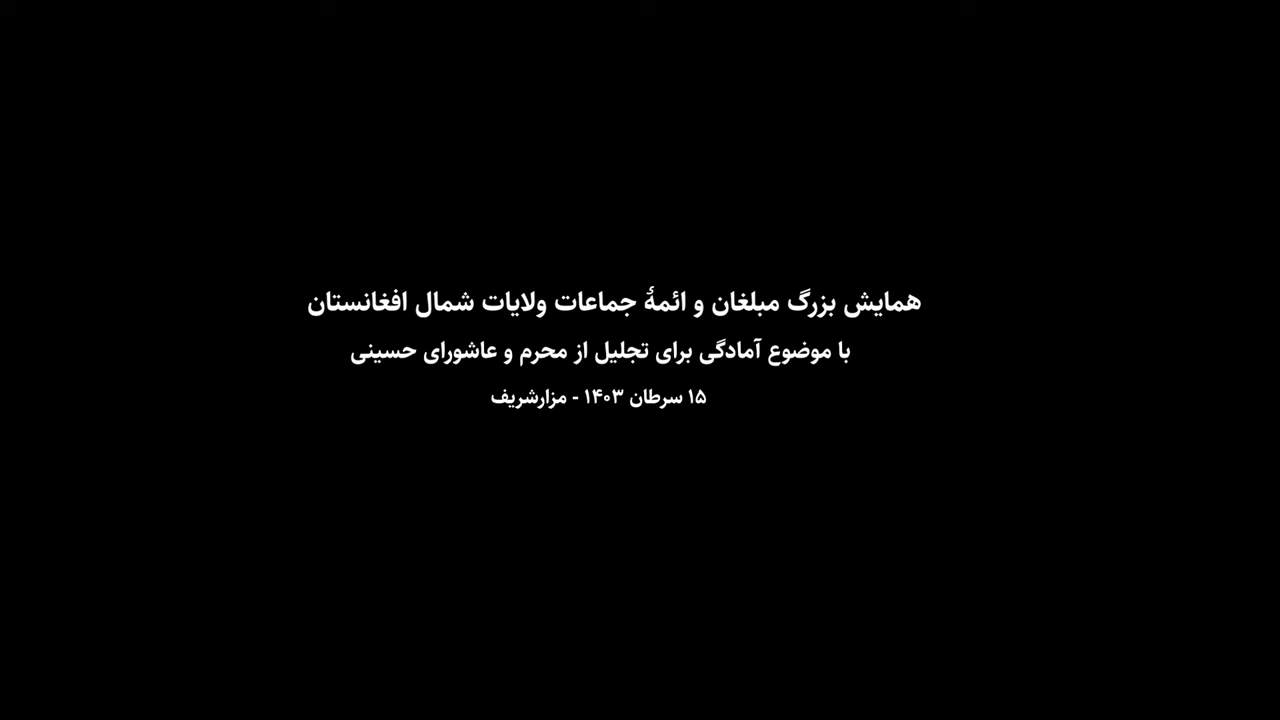 همایش بزرگ مبلغان و ائمهٔ جماعات ولایات شمال افغانستان
با موضوع آمادگی برای تجلیل از محرم و عاشورای حسینی
۱۵ سرطان ۱۴۰۳ - مزارشریف